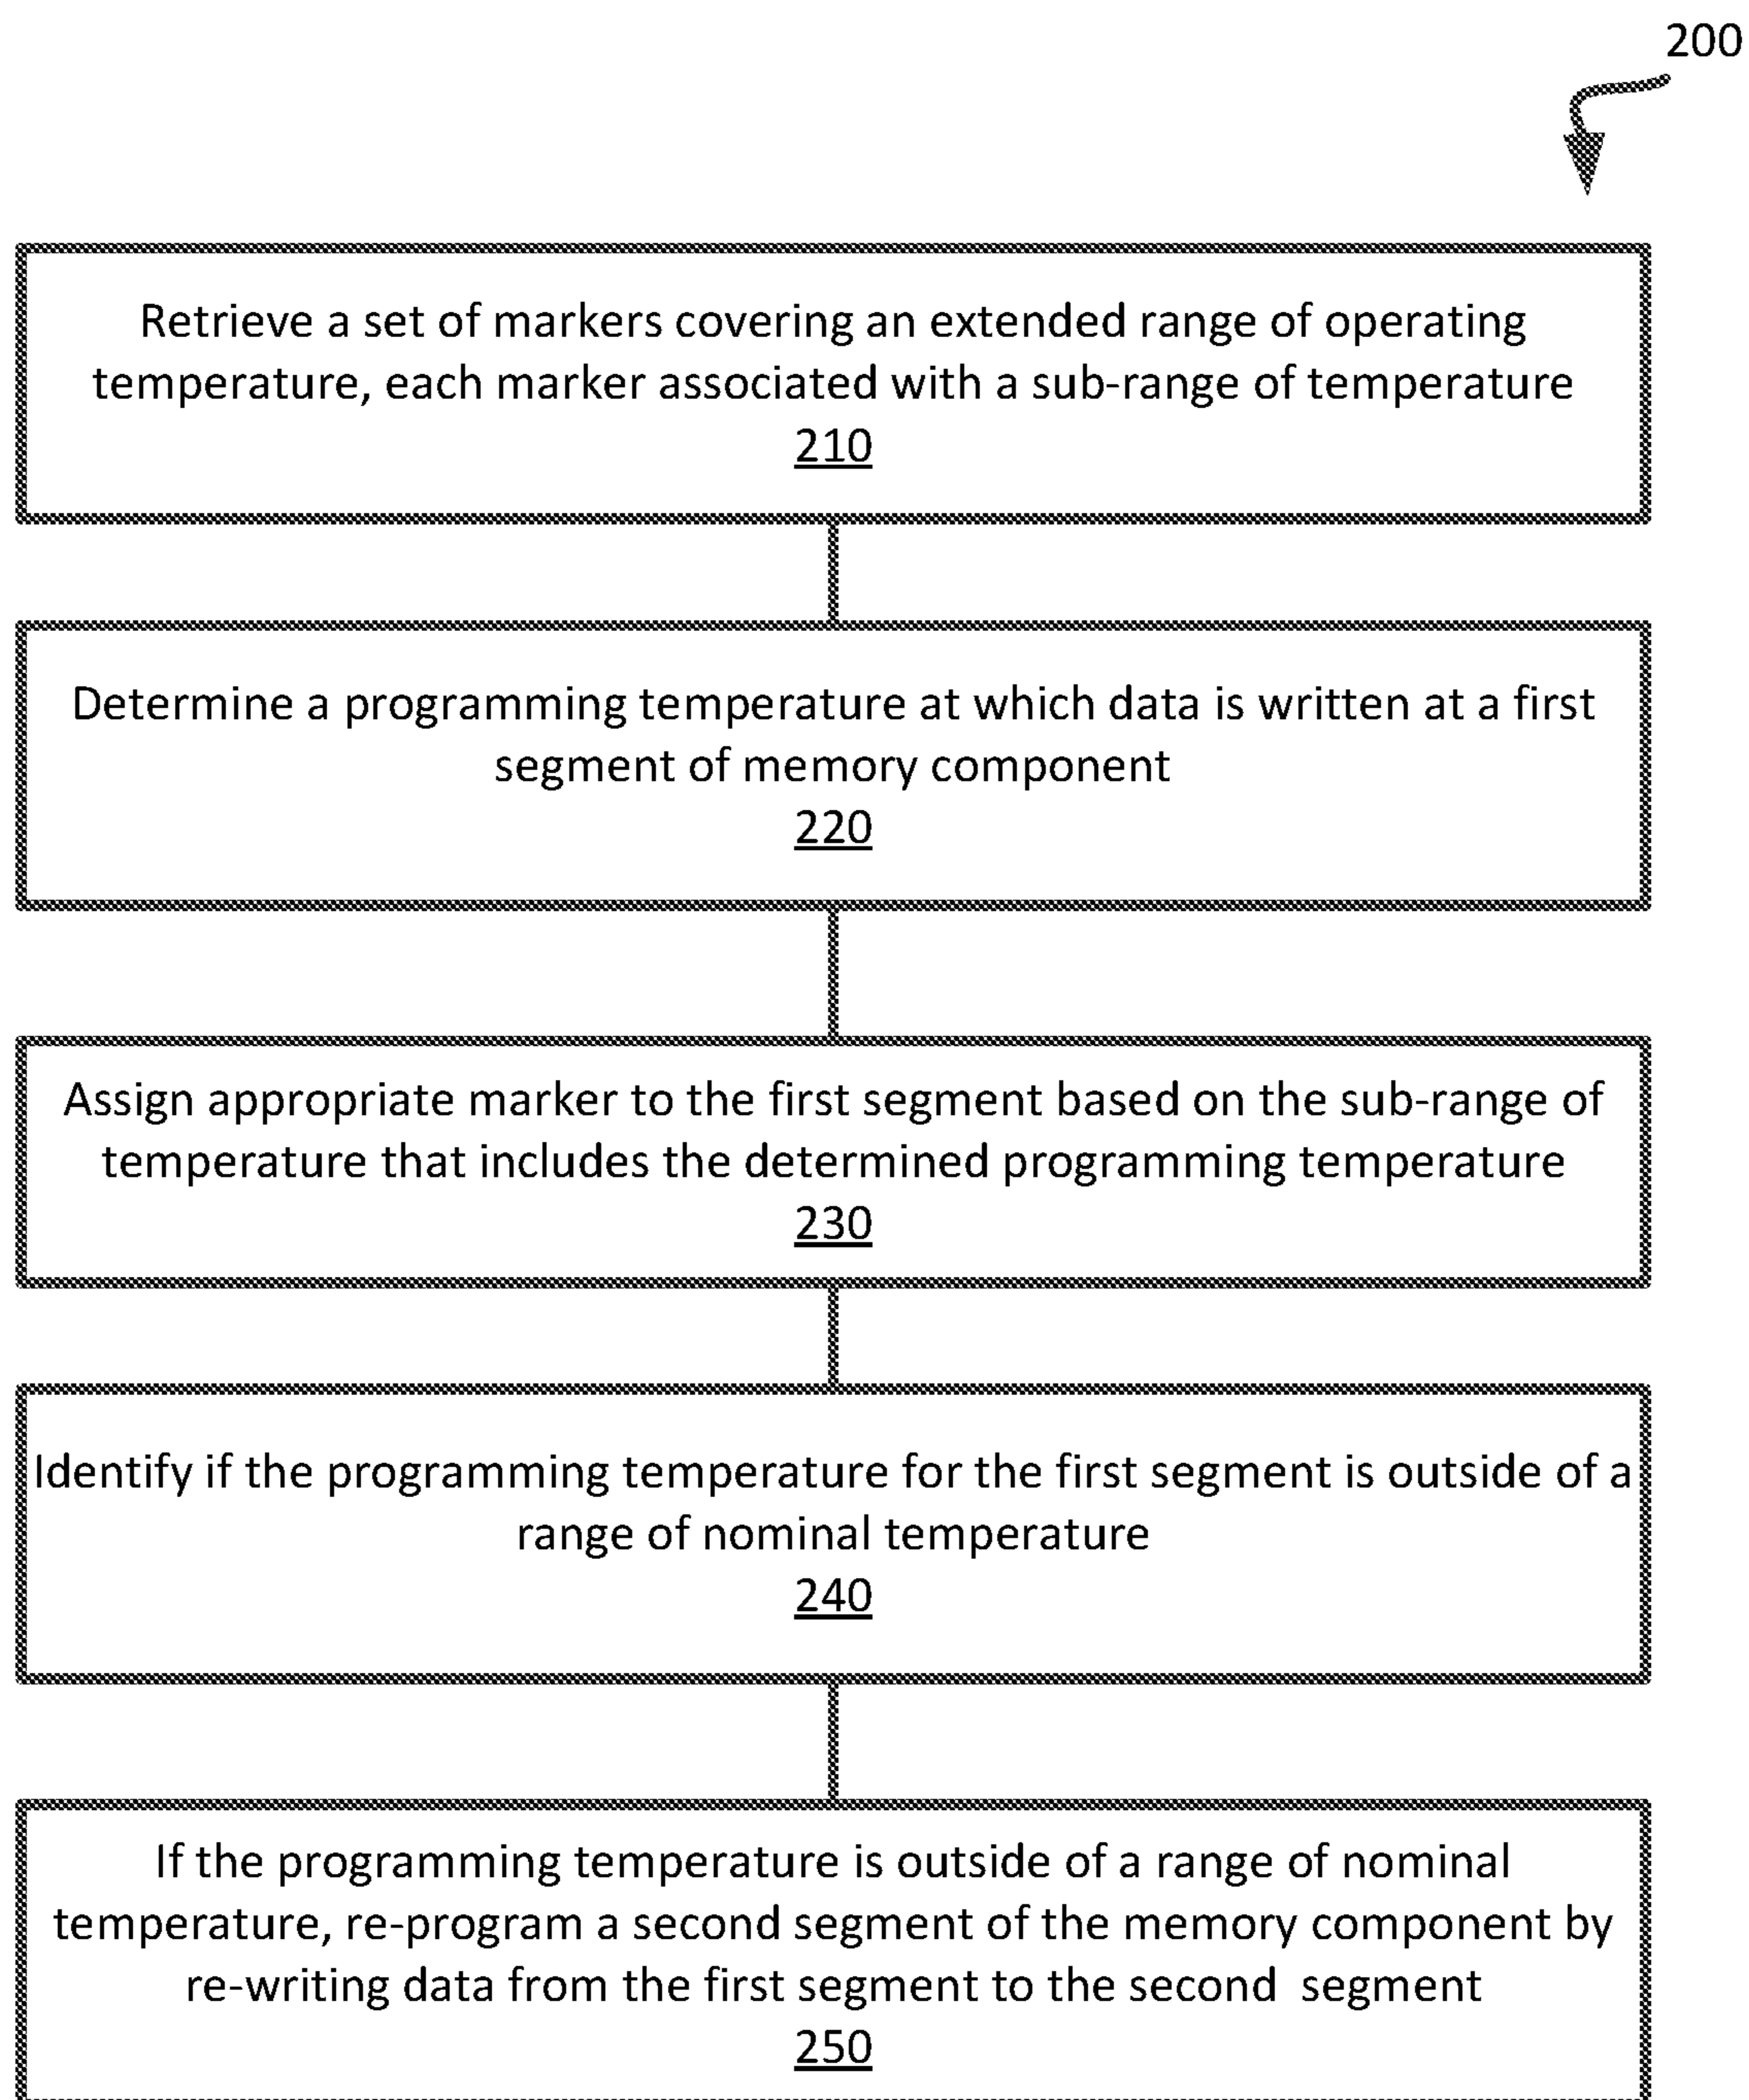 200
Retrieve a set of markers covering an extended range of operating
temperature, each marker associated with a sub-range of temperature
210
Determine a programming temperature at which data is written at a first
segment of memory component
220
Assign appropriate marker to the first segment based on the sub-range of
temperature that includes the determined programming temperature
230
Identify if the programming temperature for the first segment is outside of a
range of nominal temperature
240
If the programming temperature is outside of a range of nominal
temperature, re-program a second segment of the memory component by
re-writing data from the first segment to the second  segment
250